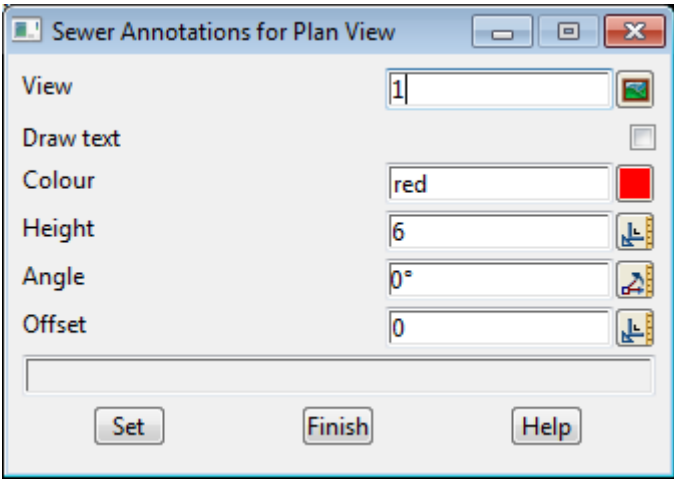 Sewer Annotations for Plan View
View 1
Draw text
Colour red
Height 6
Angle 0°
Offset 0
Set Finish Help